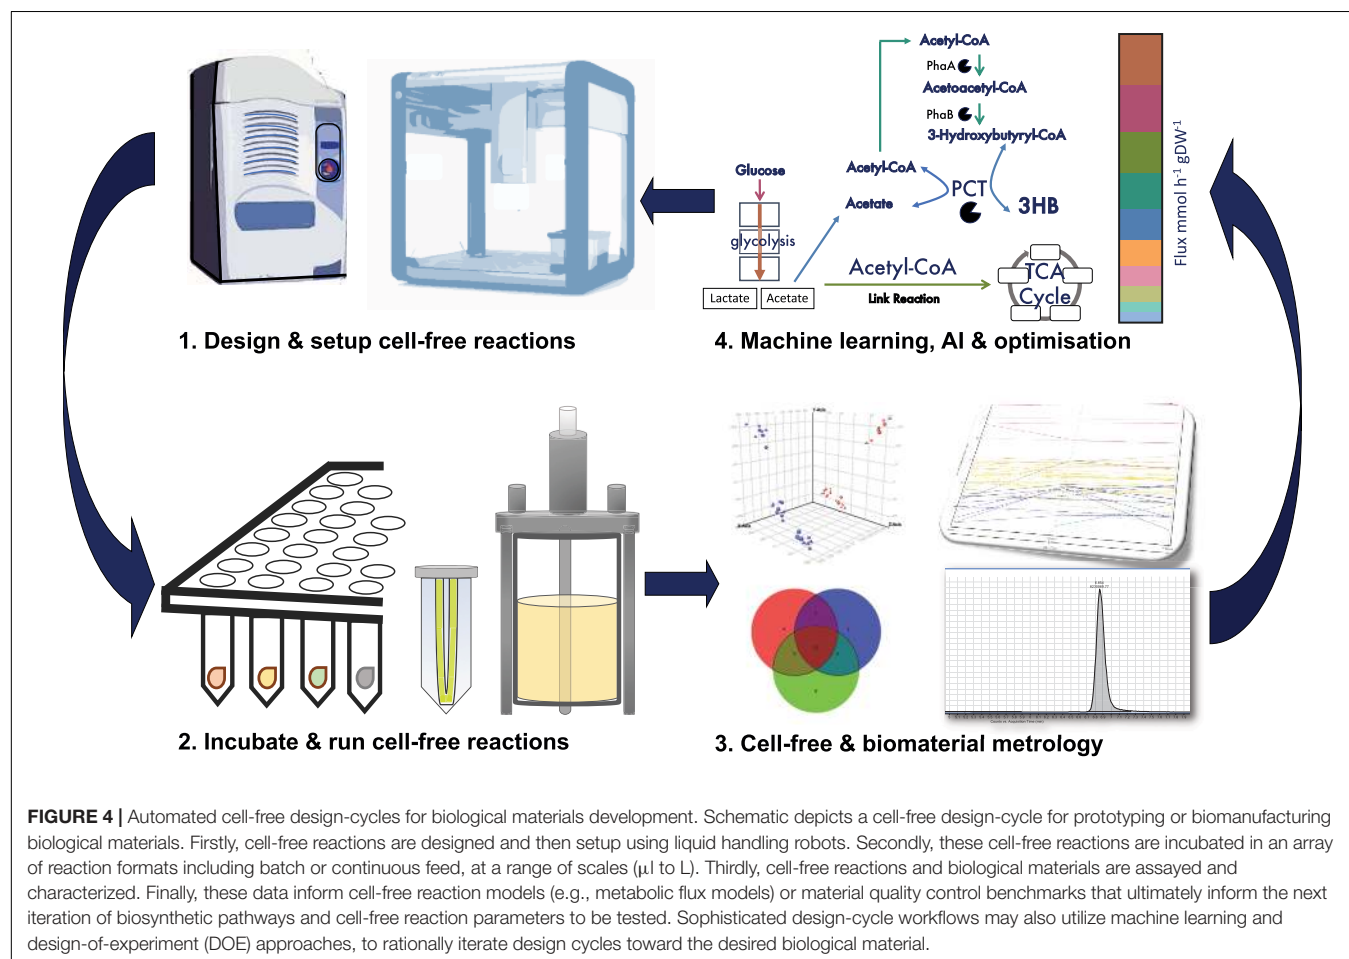 Acetyl-CoA
PhaA
Acetoacetyl-CoA
PhaB
3-Hydroxybutyryl-CoA
Glucose
Acetyl-CoA
PCT
Acetate
3HB
glycolysis
Acetyl-CoA
TCA
Cycle
Lactate
Acetate
Link Reaction
Flux mmol h⁻¹ gDW⁻¹
1. Design & setup cell-free reactions
4. Machine learning, AI & optimisation
2. Incubate & run cell-free reactions
3. Cell-free & biomaterial metrology
FIGURE 4 | Automated cell-free design-cycles for biological materials development. Schematic depicts a cell-free design-cycle for prototyping or biomanufacturing
biological materials. Firstly, cell-free reactions are designed and then setup using liquid handling robots. Secondly, these cell-free reactions are incubated in an array
of reaction formats including batch or continuous feed, at a range of scales (μl to L). Thirdly, cell-free reactions and biological materials are assayed and
characterized. Finally, these data inform cell-free reaction models (e.g., metabolic flux models) or material quality control benchmarks that ultimately inform the next
iteration of biosynthetic pathways and cell-free reaction parameters to be tested. Sophisticated design-cycle workflows may also utilize machine learning and
design-of-experiment (DOE) approaches, to rationally iterate design cycles toward the desired biological material.